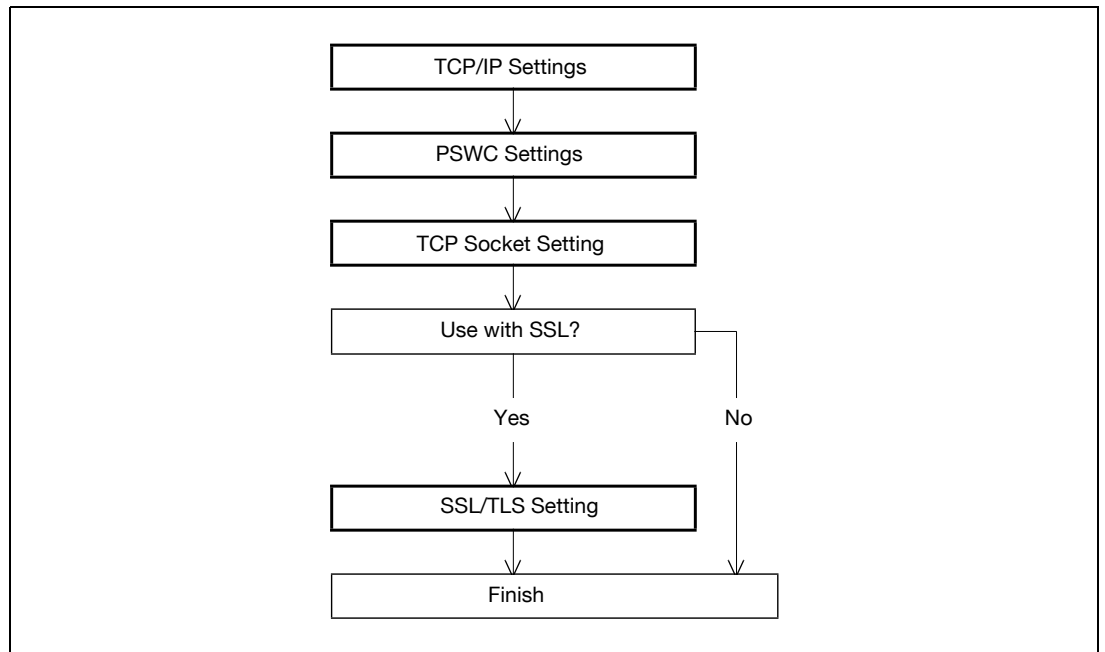 TCP/IP Settings
PSWC Settings
TCP Socket Setting
Use with SSL?
Yes
No
SSL/TLS Setting
Finish